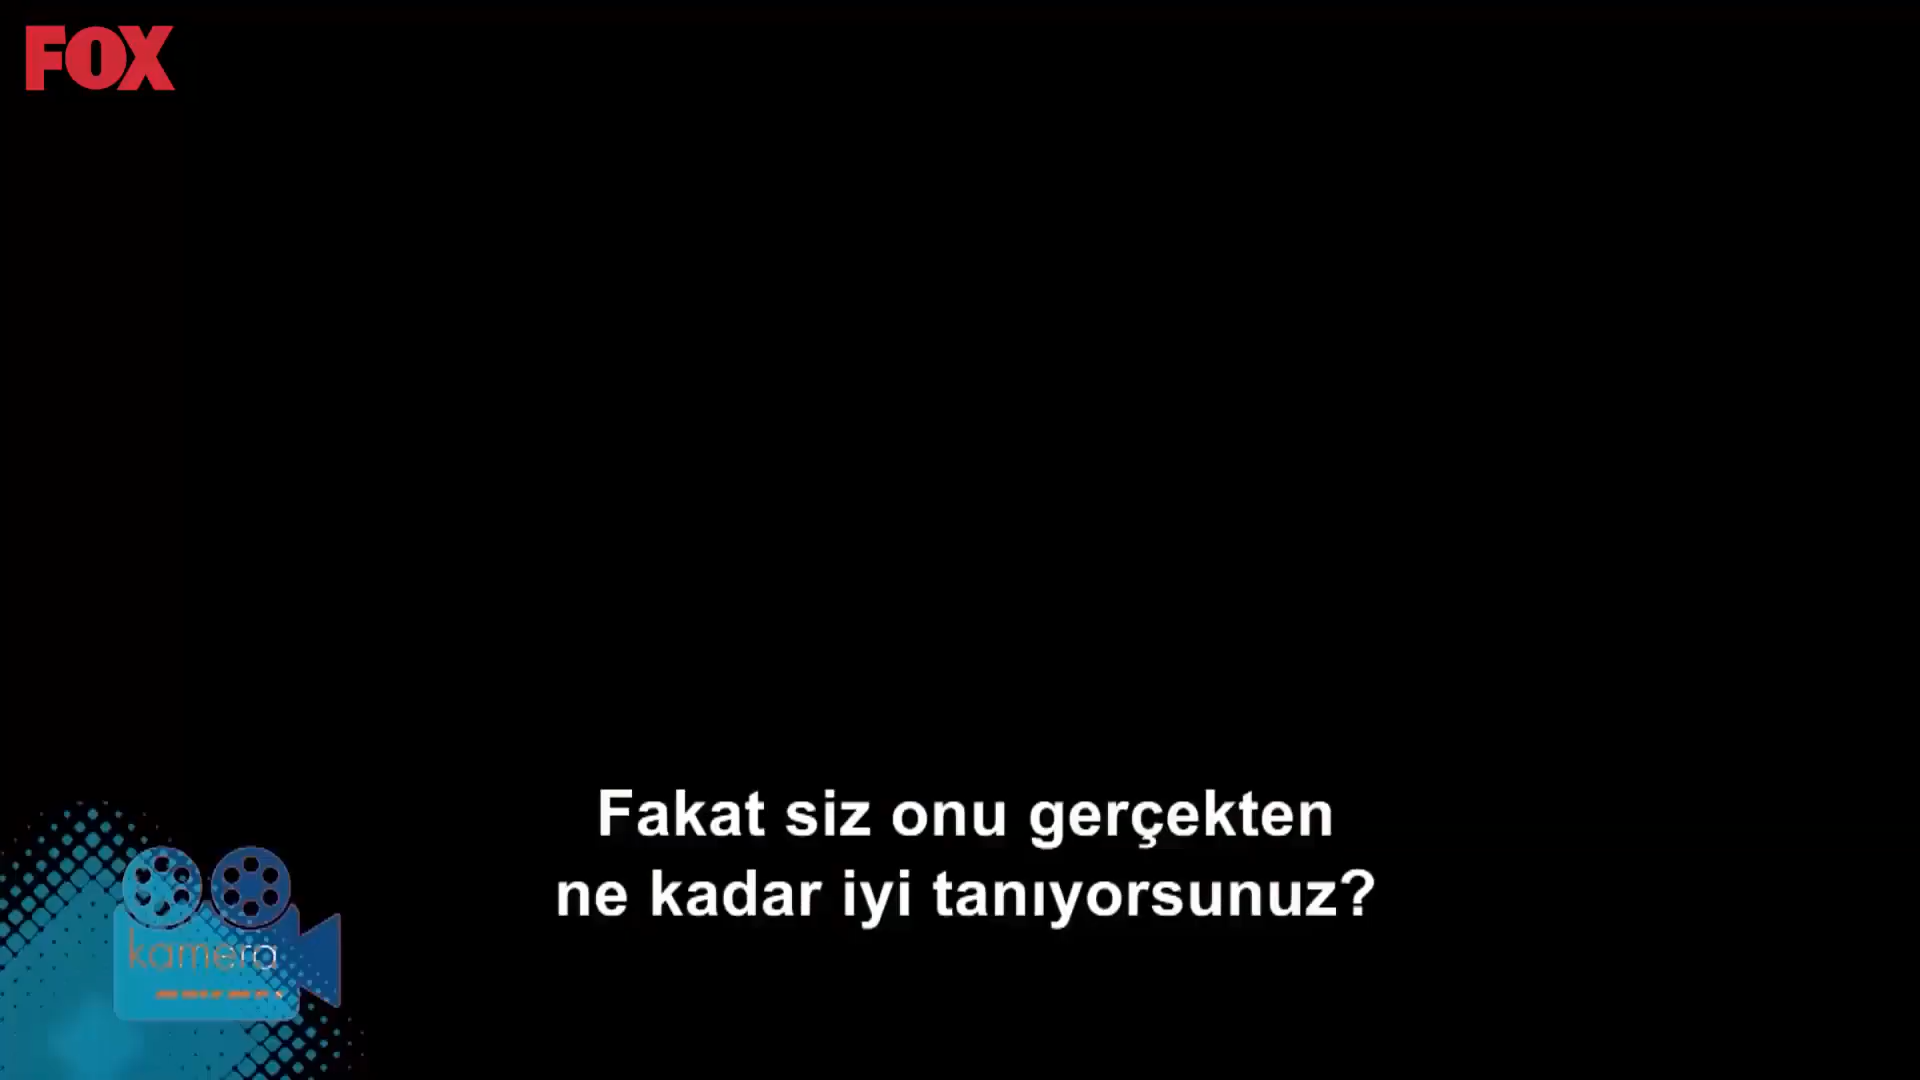 FOX
Fakat siz onu gerçekten
ne kadar iyi tanıyorsunuz?
kamera